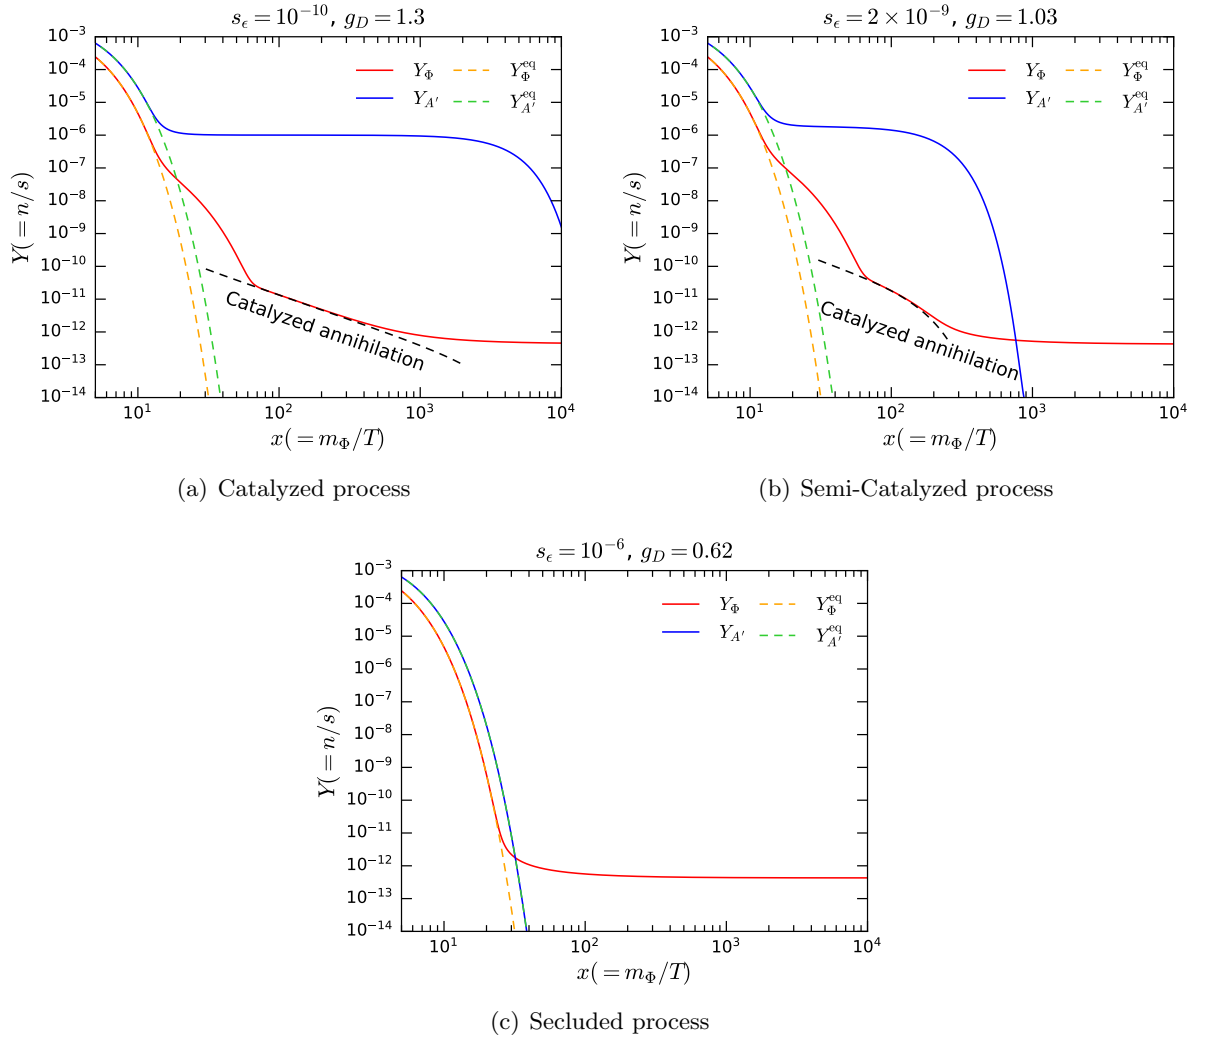 s_ϵ = 10^−10, g_D = 1.3
10^−3
10^−4
10^−5
10^−6
10^−7
10^−8
10^−9
10^−10
10^−11
10^−12
10^−13
10^−14
Y(= n/s)
Y_Φ
Y_Φ^eq
Y_A′
Y_A′^eq
Catalyzed annihilation
10^1
10^2
10^3
10^4
x(= m_Φ/T)
(a) Catalyzed process
s_ϵ = 2 × 10^−9, g_D = 1.03
10^−3
10^−4
10^−5
10^−6
10^−7
10^−8
10^−9
10^−10
10^−11
10^−12
10^−13
10^−14
Y(= n/s)
Y_Φ
Y_Φ^eq
Y_A′
Y_A′^eq
Catalyzed annihilation
10^1
10^2
10^3
10^4
x(= m_Φ/T)
(b) Semi-Catalyzed process
s_ϵ = 10^−6, g_D = 0.62
10^−3
10^−4
10^−5
10^−6
10^−7
10^−8
10^−9
10^−10
10^−11
10^−12
10^−13
10^−14
Y(= n/s)
Y_Φ
Y_Φ^eq
Y_A′
Y_A′^eq
10^1
10^2
10^3
10^4
x(= m_Φ/T)
(c) Secluded process